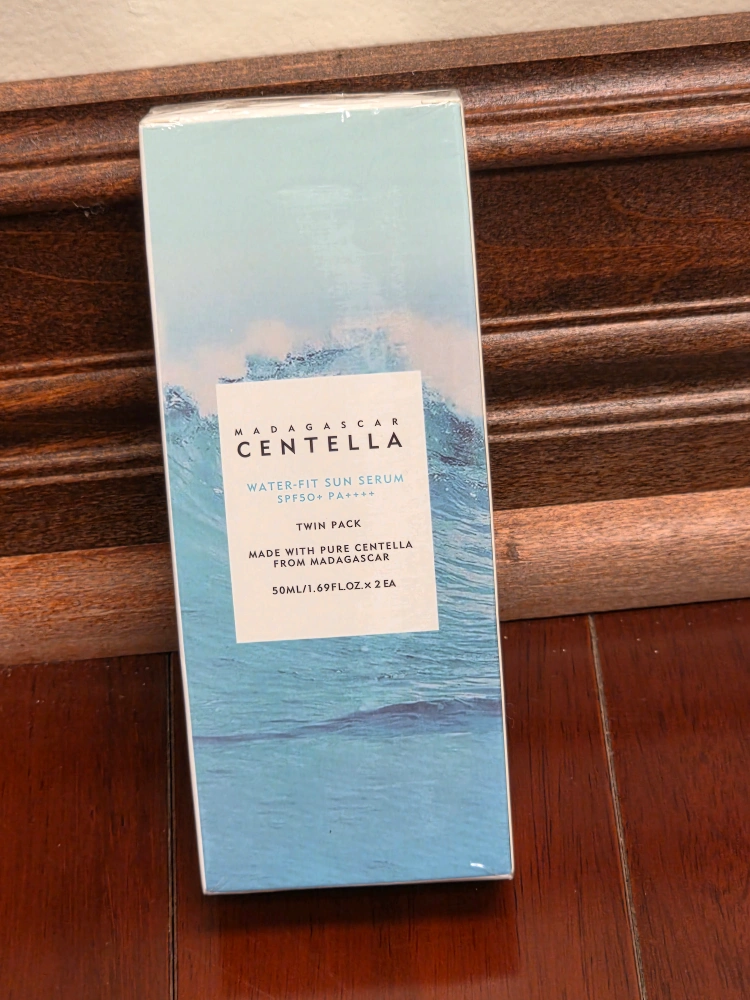 MADAGASCAR
CENTELLA
WATER-FIT SUN SERUM
SPF50+ PA++++
TWIN PACK
MADE WITH PURE CENTELLA
FROM MADAGASCAR
50ML/1.69FL.OZ.x 2 EA